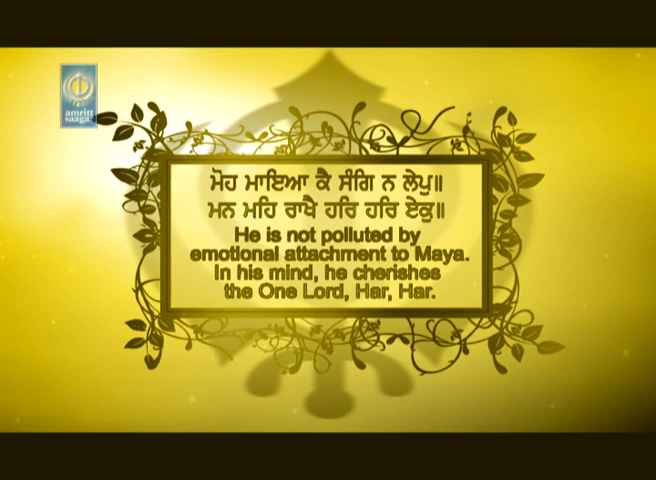 amritt
saagar
ਮੋਹ ਮਾਇਆ ਕੈ ਸੰਗਿ ਨ ਲੇਪੁ॥
ਮਨ ਮਹਿ ਰਾਖੈ ਹਰਿ ਹਰਿ ਏਕੁ॥
He is not polluted by
emotional attachment to Maya.
In his mind, he cherishes
the One Lord, Har, Har.